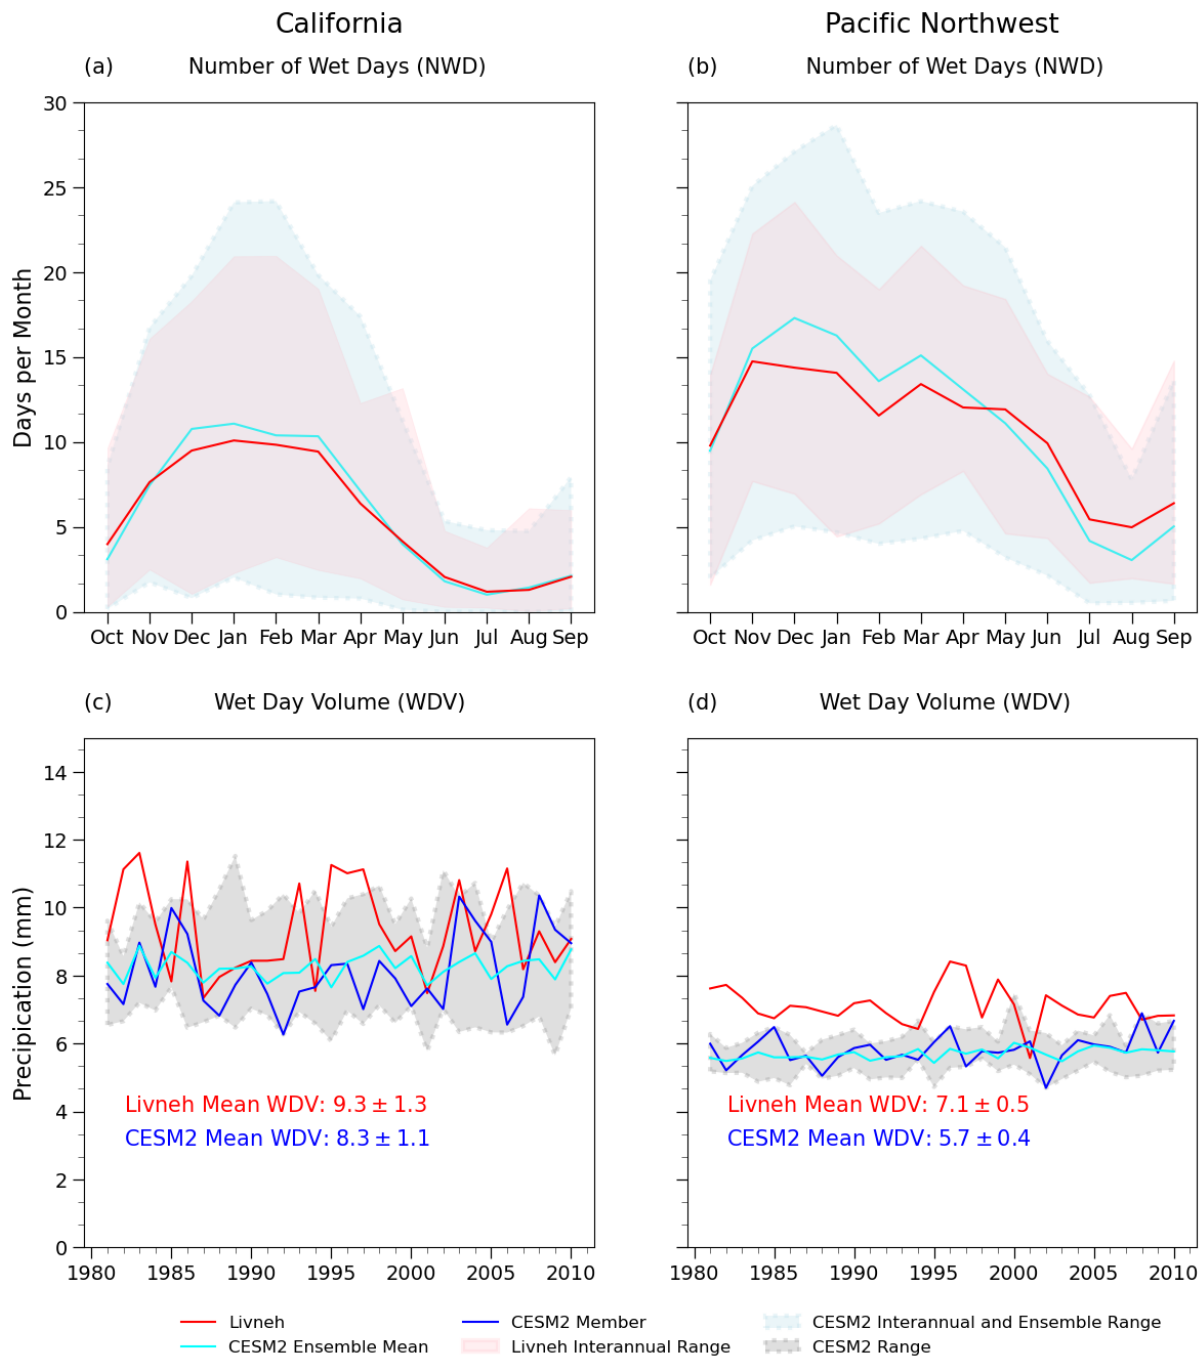 California
Pacific Northwest
(a) Number of Wet Days (NWD)
(b) Number of Wet Days (NWD)
30
25
20
15
10
5
0
Days per Month
Oct Nov Dec Jan Feb Mar Apr May Jun Jul Aug Sep
Oct Nov Dec Jan Feb Mar Apr May Jun Jul Aug Sep
(c) Wet Day Volume (WDV)
(d) Wet Day Volume (WDV)
14
12
10
8
6
4
2
0
Precipication (mm)
Livneh Mean WDV: 9.3 ± 1.3
CESM2 Mean WDV: 8.3 ± 1.1
Livneh Mean WDV: 7.1 ± 0.5
CESM2 Mean WDV: 5.7 ± 0.4
1980 1985 1990 1995 2000 2005 2010
1980 1985 1990 1995 2000 2005 2010
Livneh
CESM2 Ensemble Mean
CESM2 Member
Livneh Interannual Range
CESM2 Interannual and Ensemble Range
CESM2 Range